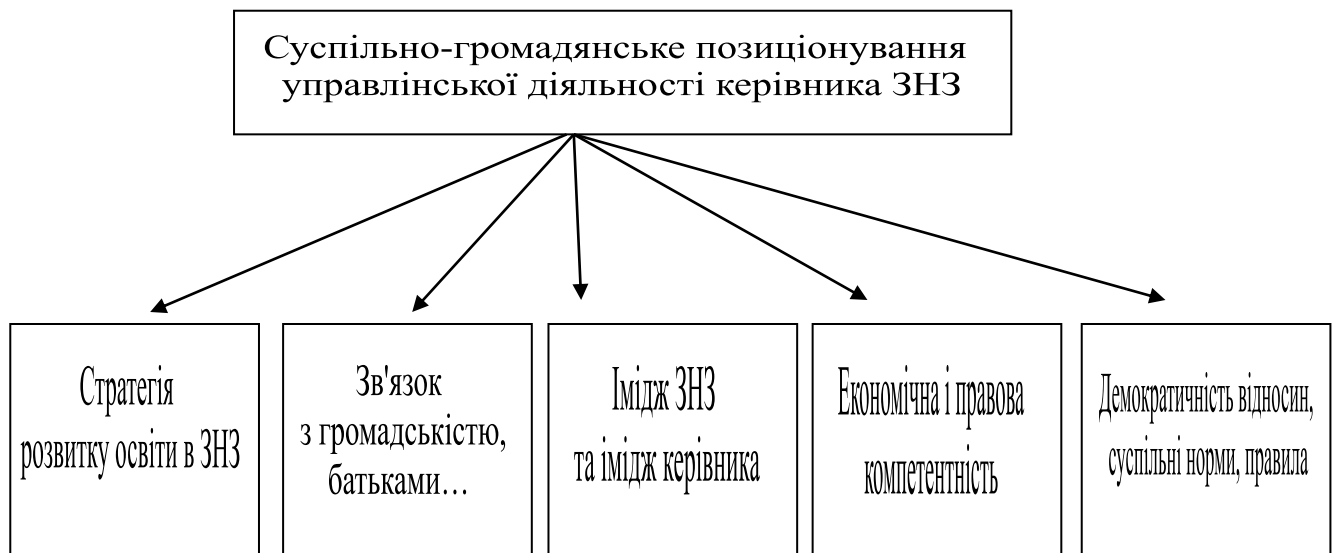 Суспільно-громадянське позиціонування
управлінської діяльності керівника ЗНЗ
Стратегія
розвитку освіти в ЗНЗ
Зв'язок
з громадськістю,
батьками…
Імідж ЗНЗ
та імідж керівника
Економічна і правова
компетентність
Демократичність відносин,
суспільні норми, правила